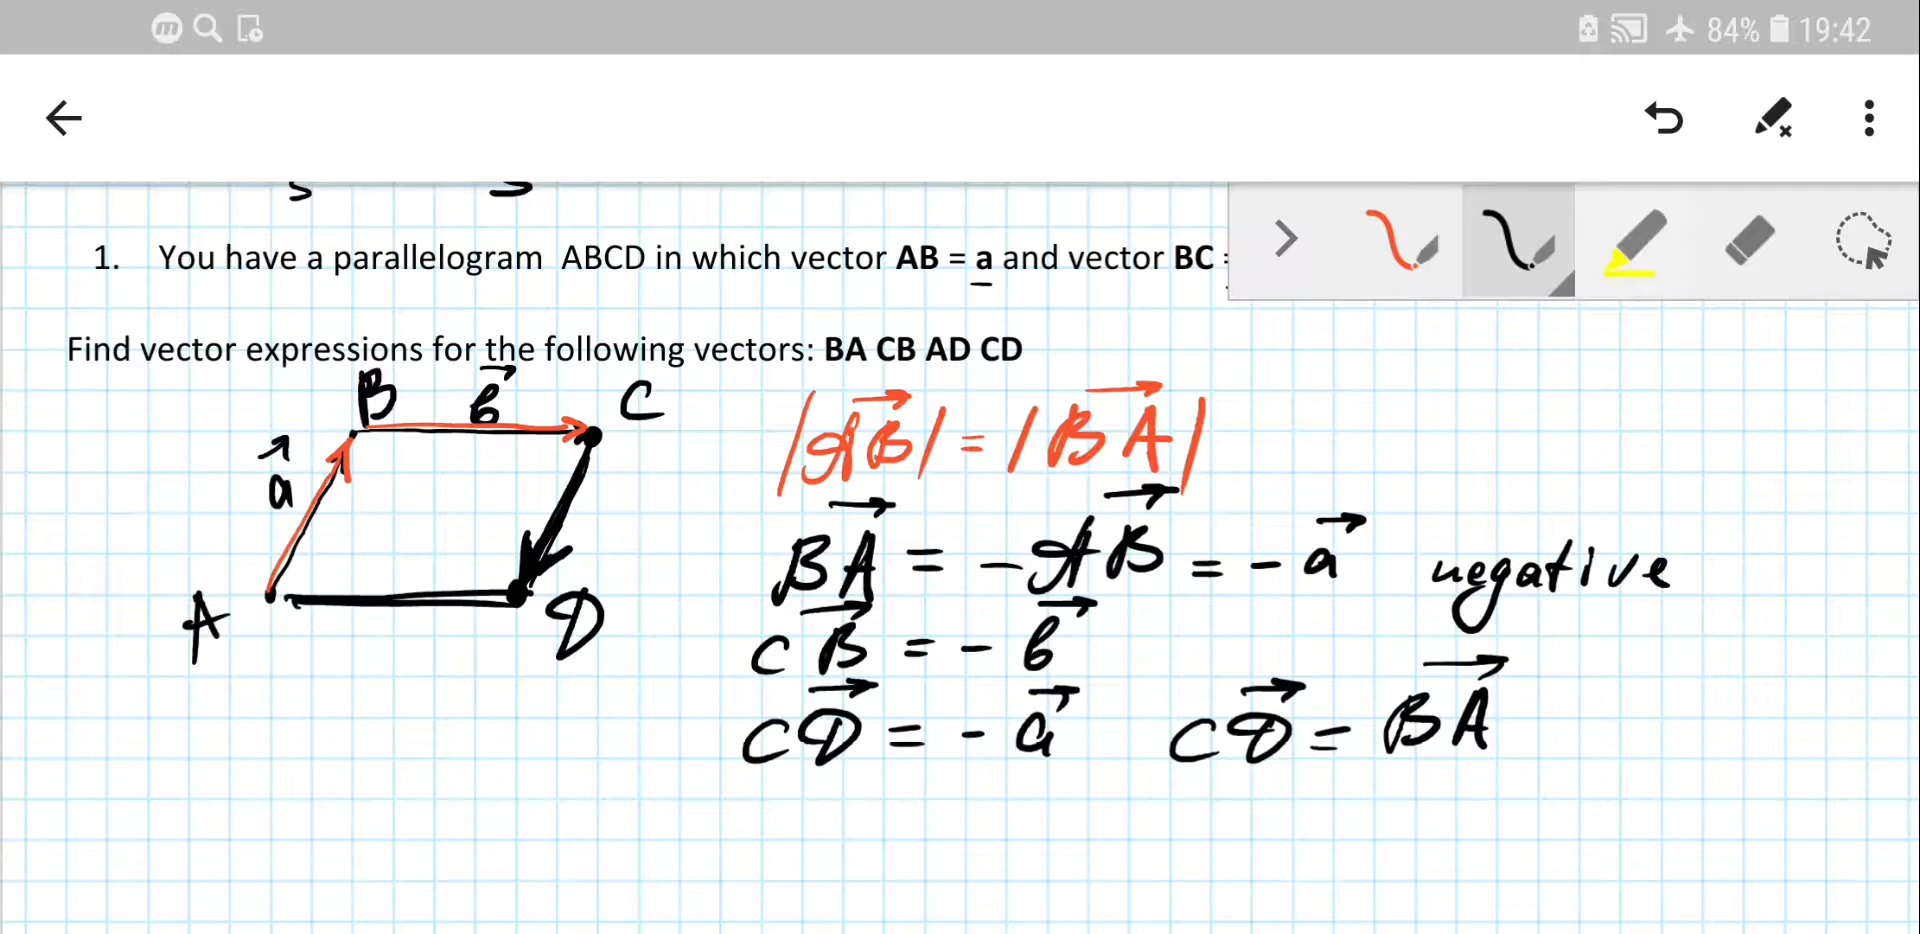 84% 19:42
1. You have a parallelogram ABCD in which vector AB = a and vector BC
Find vector expressions for the following vectors: BA CB AD CD
B b C
a
A D
|AB| = |BA|
BA = -AB = -a negative
CB = -b
CD = -a CD = BA